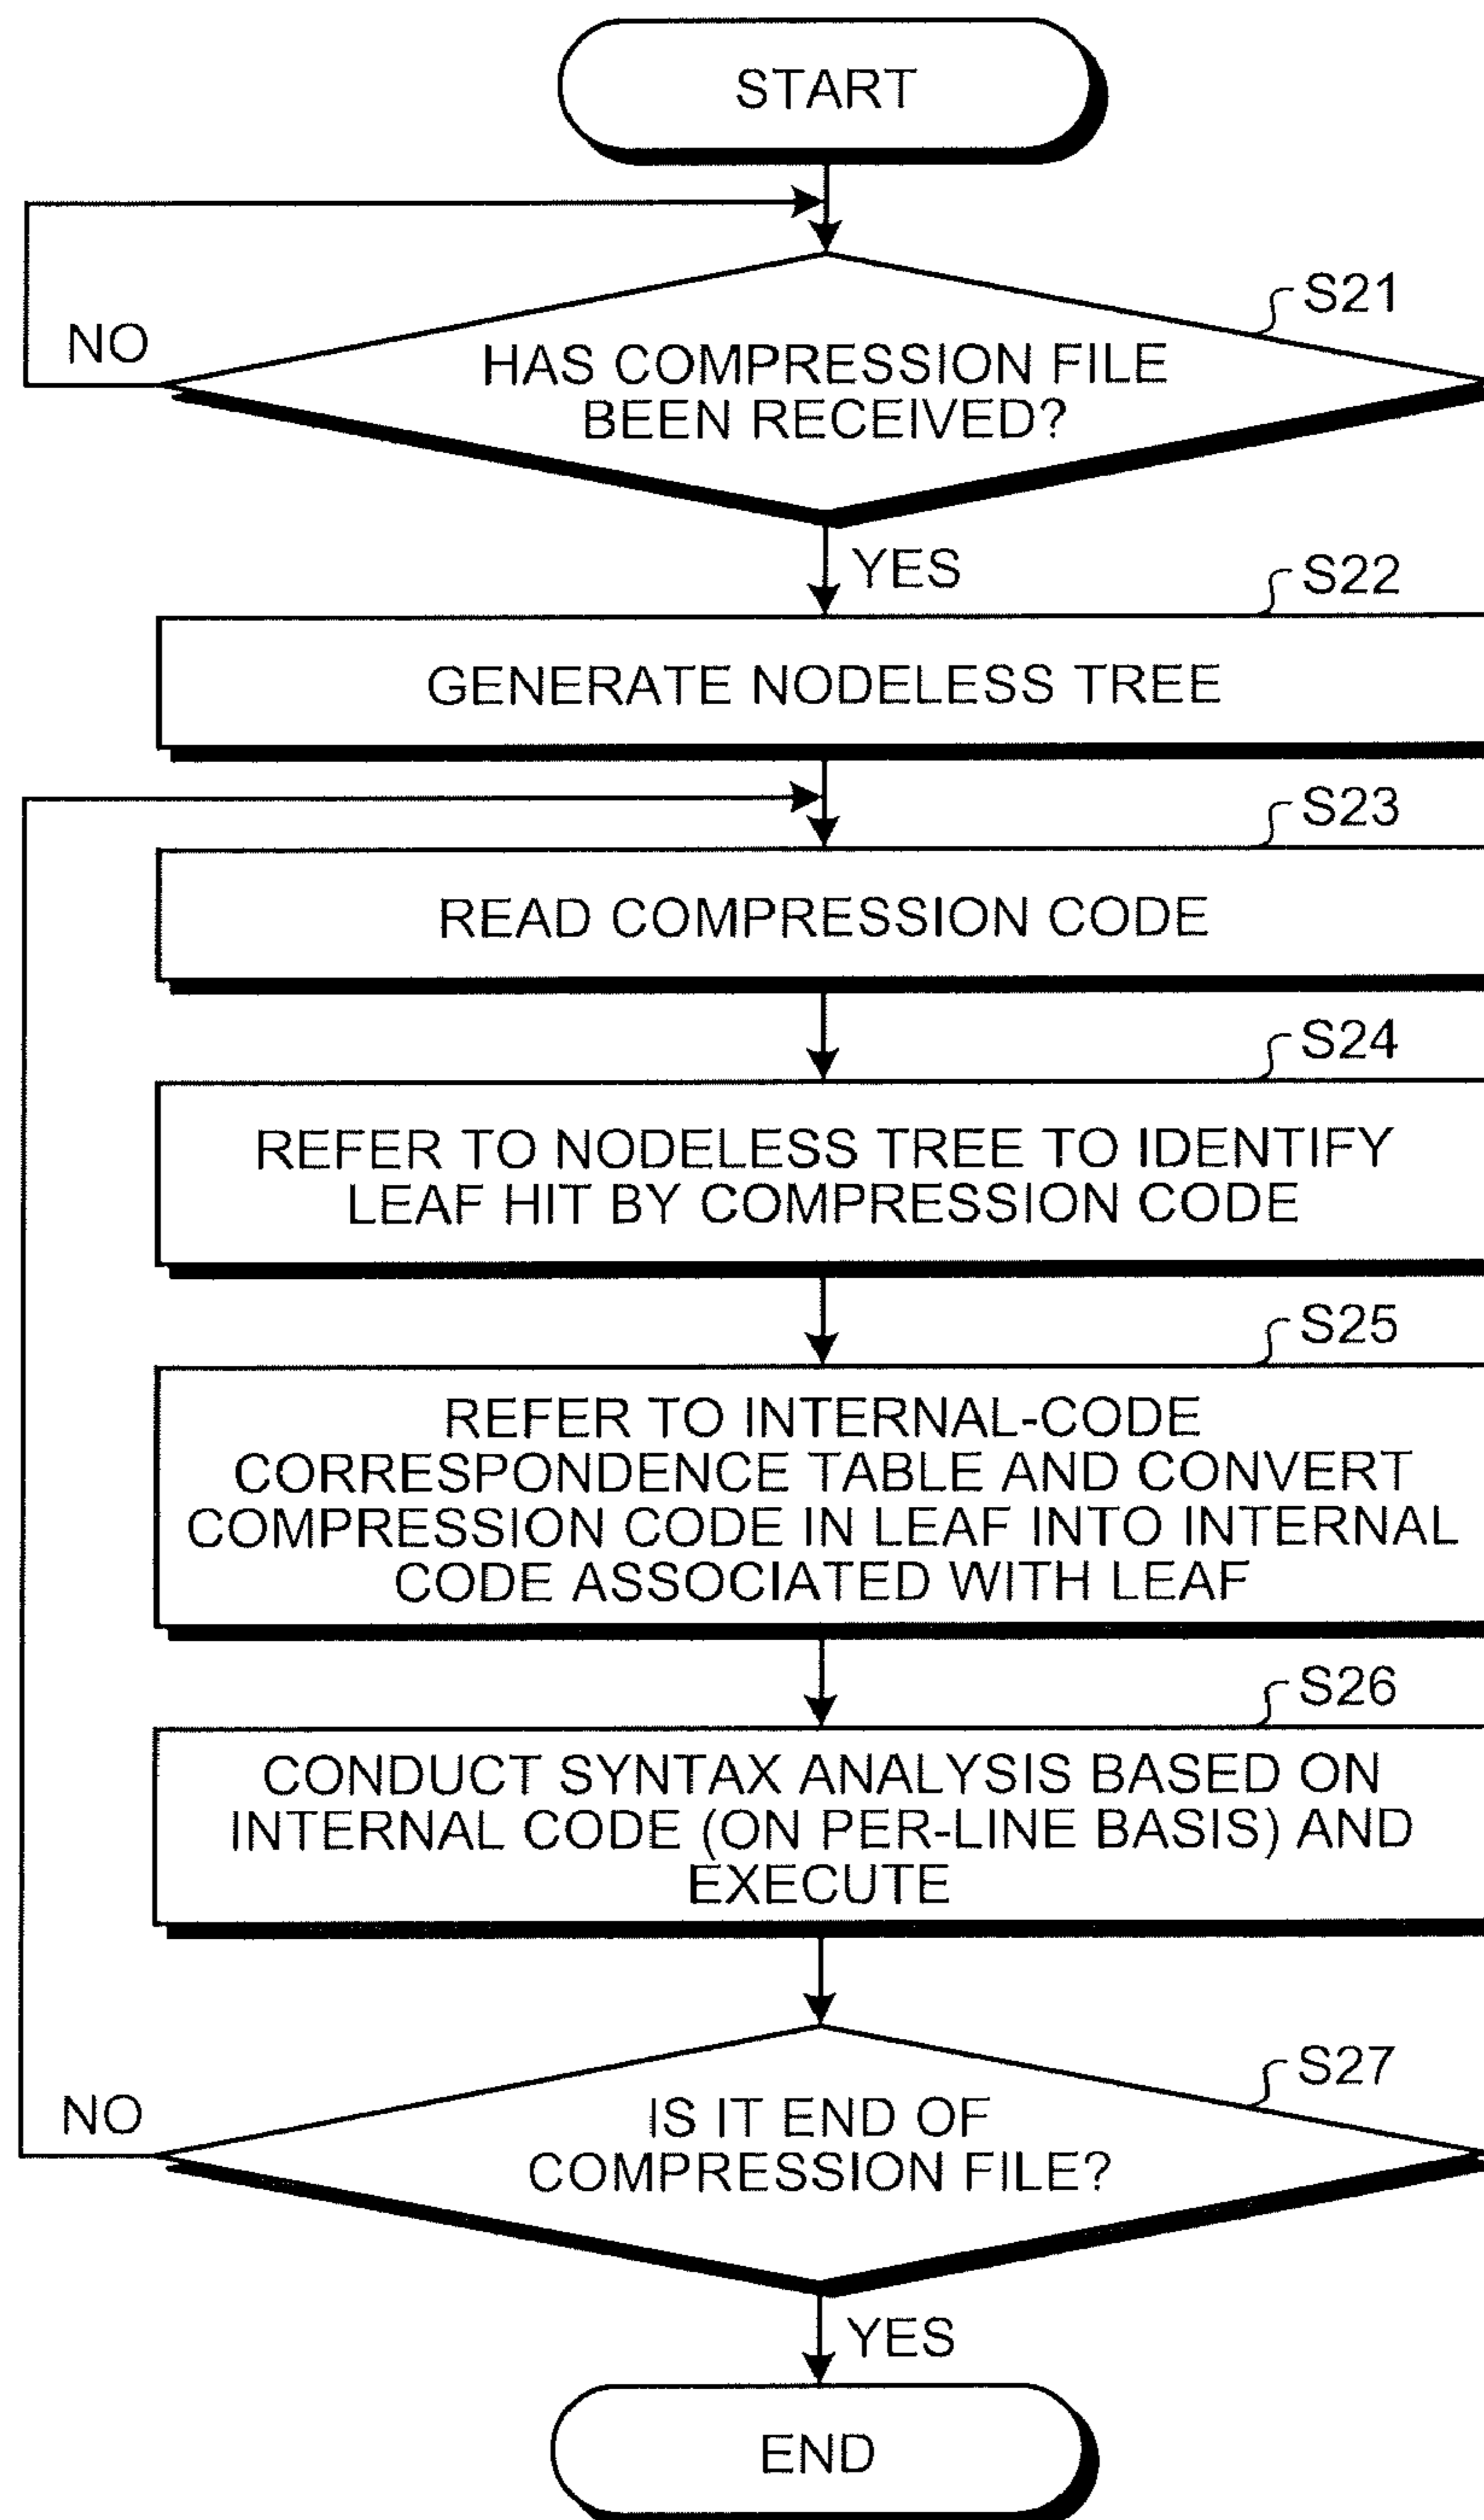 START
S21
NO
HAS COMPRESSION FILE
BEEN RECEIVED?
YES
S22
GENERATE NODELESS TREE
S23
READ COMPRESSION CODE
S24
REFER TO NODELESS TREE TO IDENTIFY
LEAF HIT BY COMPRESSION CODE
S25
REFER TO INTERNAL-CODE
CORRESPONDENCE TABLE AND CONVERT
COMPRESSION CODE IN LEAF INTO INTERNAL
CODE ASSOCIATED WITH LEAF
S26
CONDUCT SYNTAX ANALYSIS BASED ON
INTERNAL CODE (ON PER-LINE BASIS) AND
EXECUTE
S27
NO
IS IT END OF
COMPRESSION FILE?
YES
END